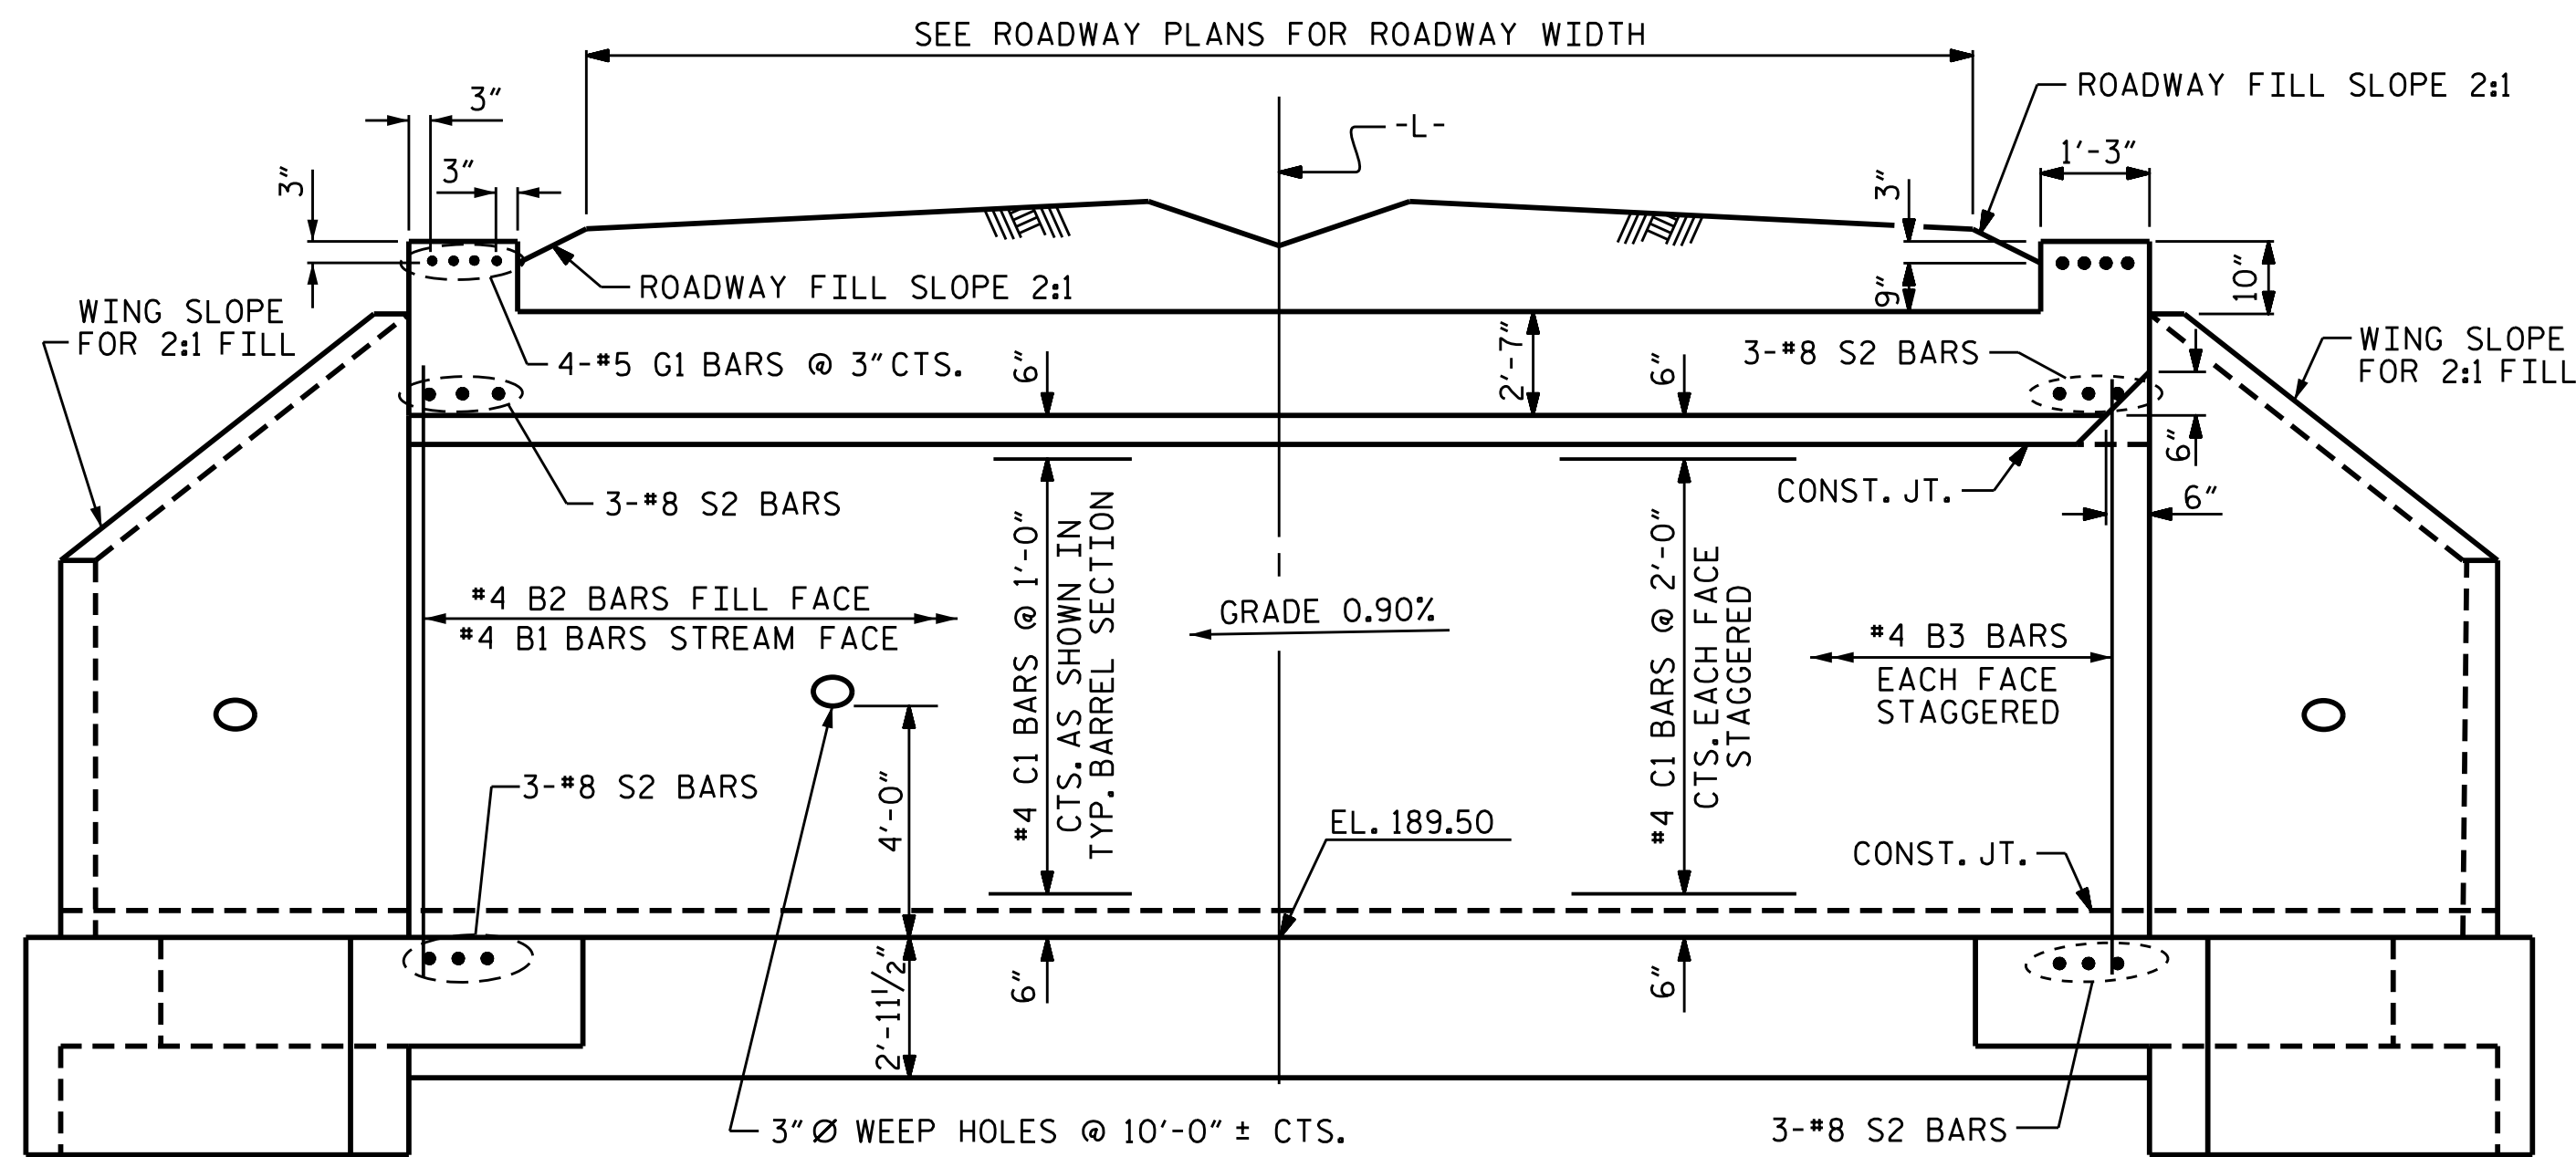 SEE ROADWAY PLANS FOR ROADWAY WIDTH
ROADWAY FILL SLOPE 2:1
3"
-L-
1'-3"
3"
3"
3"
10"
9"
ROADWAY FILL SLOPE 2:1
WING SLOPE
FOR 2:1 FILL
4-#5 G1 BARS @ 3" CTS.
6"
2'-7"
6"
3-#8 S2 BARS
WING SLOPE
FOR 2:1 FILL
6"
3-#8 S2 BARS
CONST. JT.
6"
#4 C1 BARS @ 1'-0"
CTS. AS SHOWN IN
TYP. BARREL SECTION
#4 C1 BARS @ 2'-0"
CTS. EACH FACE
STAGGERED
#4 B2 BARS FILL FACE
#4 B1 BARS STREAM FACE
GRADE 0.90%
#4 B3 BARS
EACH FACE
STAGGERED
3-#8 S2 BARS
4'-0"
EL. 189.50
CONST. JT.
2'-11 1/2"
6"
6"
3" Ø WEEP HOLES @ 10'-0" ± CTS.
3-#8 S2 BARS